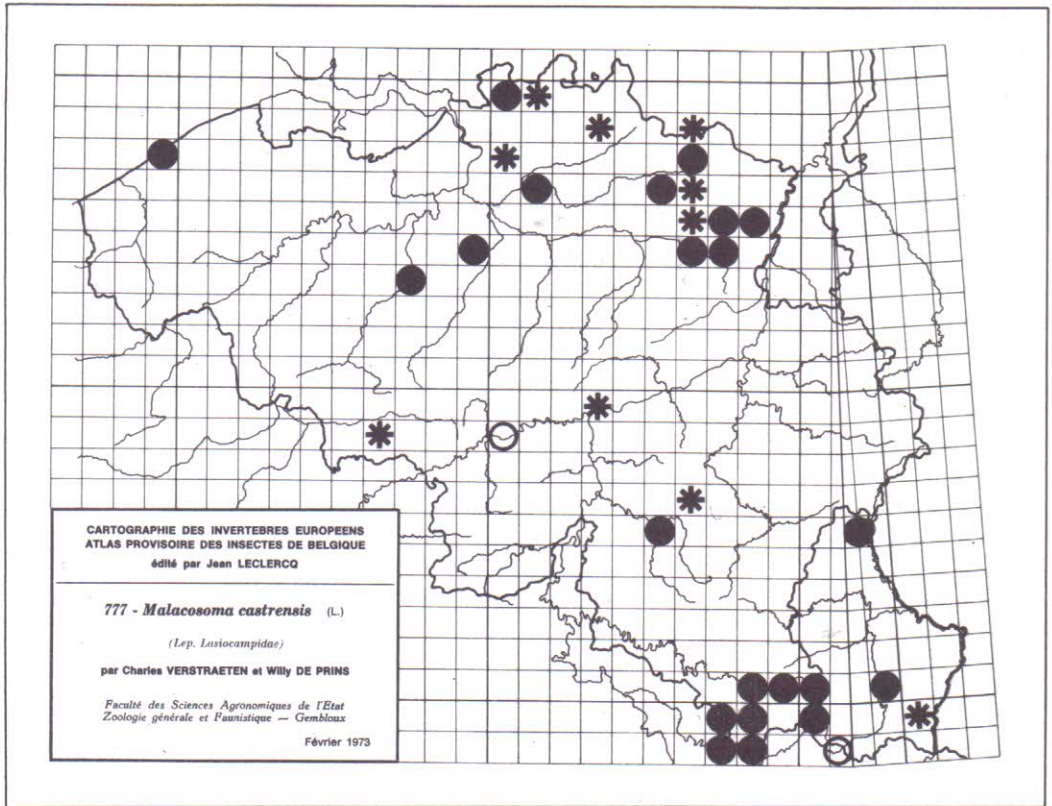 CARTOGRAPHIE DES INVERTEBRES EUROPEENS
ATLAS PROVISOIRE DES INSECTES DE BELGIQUE
édité par Jean LECLERCQ
777 - Malacosoma castrensis (L.)
(Lep. Lasiocampidae)
par Charles VERSTRAETEN et Willy DE PRINS
Faculté des Sciences Agronomiques de l'Etat
Zoologie générale et Faunistique — Gembloux
Février 1973